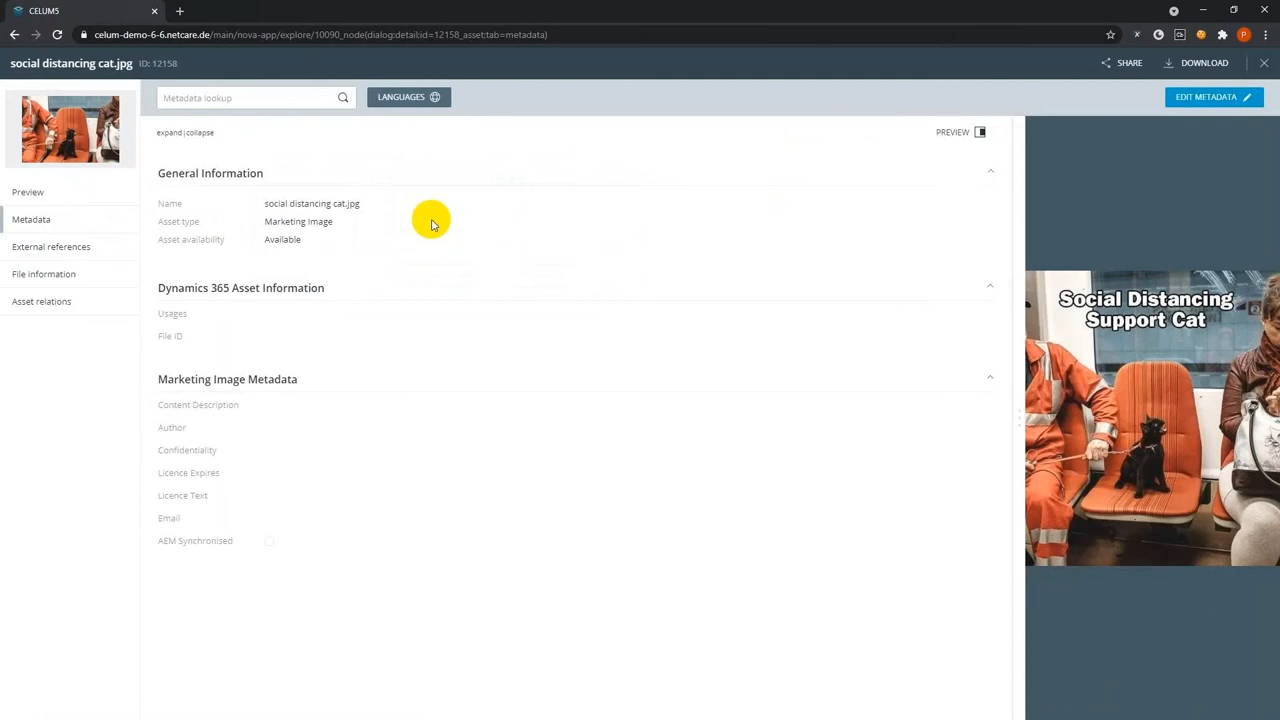 CELUM5
celum-demo-6-6.netcare.de/main/nova-app/explore/10090_node(dialog:detail:id=12158_asset;tab=metadata)
P
social distancing cat.jpg ID: 12158
SHARE
DOWNLOAD
Metadata lookup
LANGUAGES
EDIT METADATA
expand|collapse
PREVIEW
Preview
Metadata
External references
File information
Asset relations
General Information
Name social distancing cat.jpg
Asset type Marketing Image
Asset availability Available
Dynamics 365 Asset Information
Usages
File ID
Marketing Image Metadata
Content Description
Author
Confidentiality
Licence Expires
Licence Text
Email
AEM Synchronised
Social Distancing
Support Cat